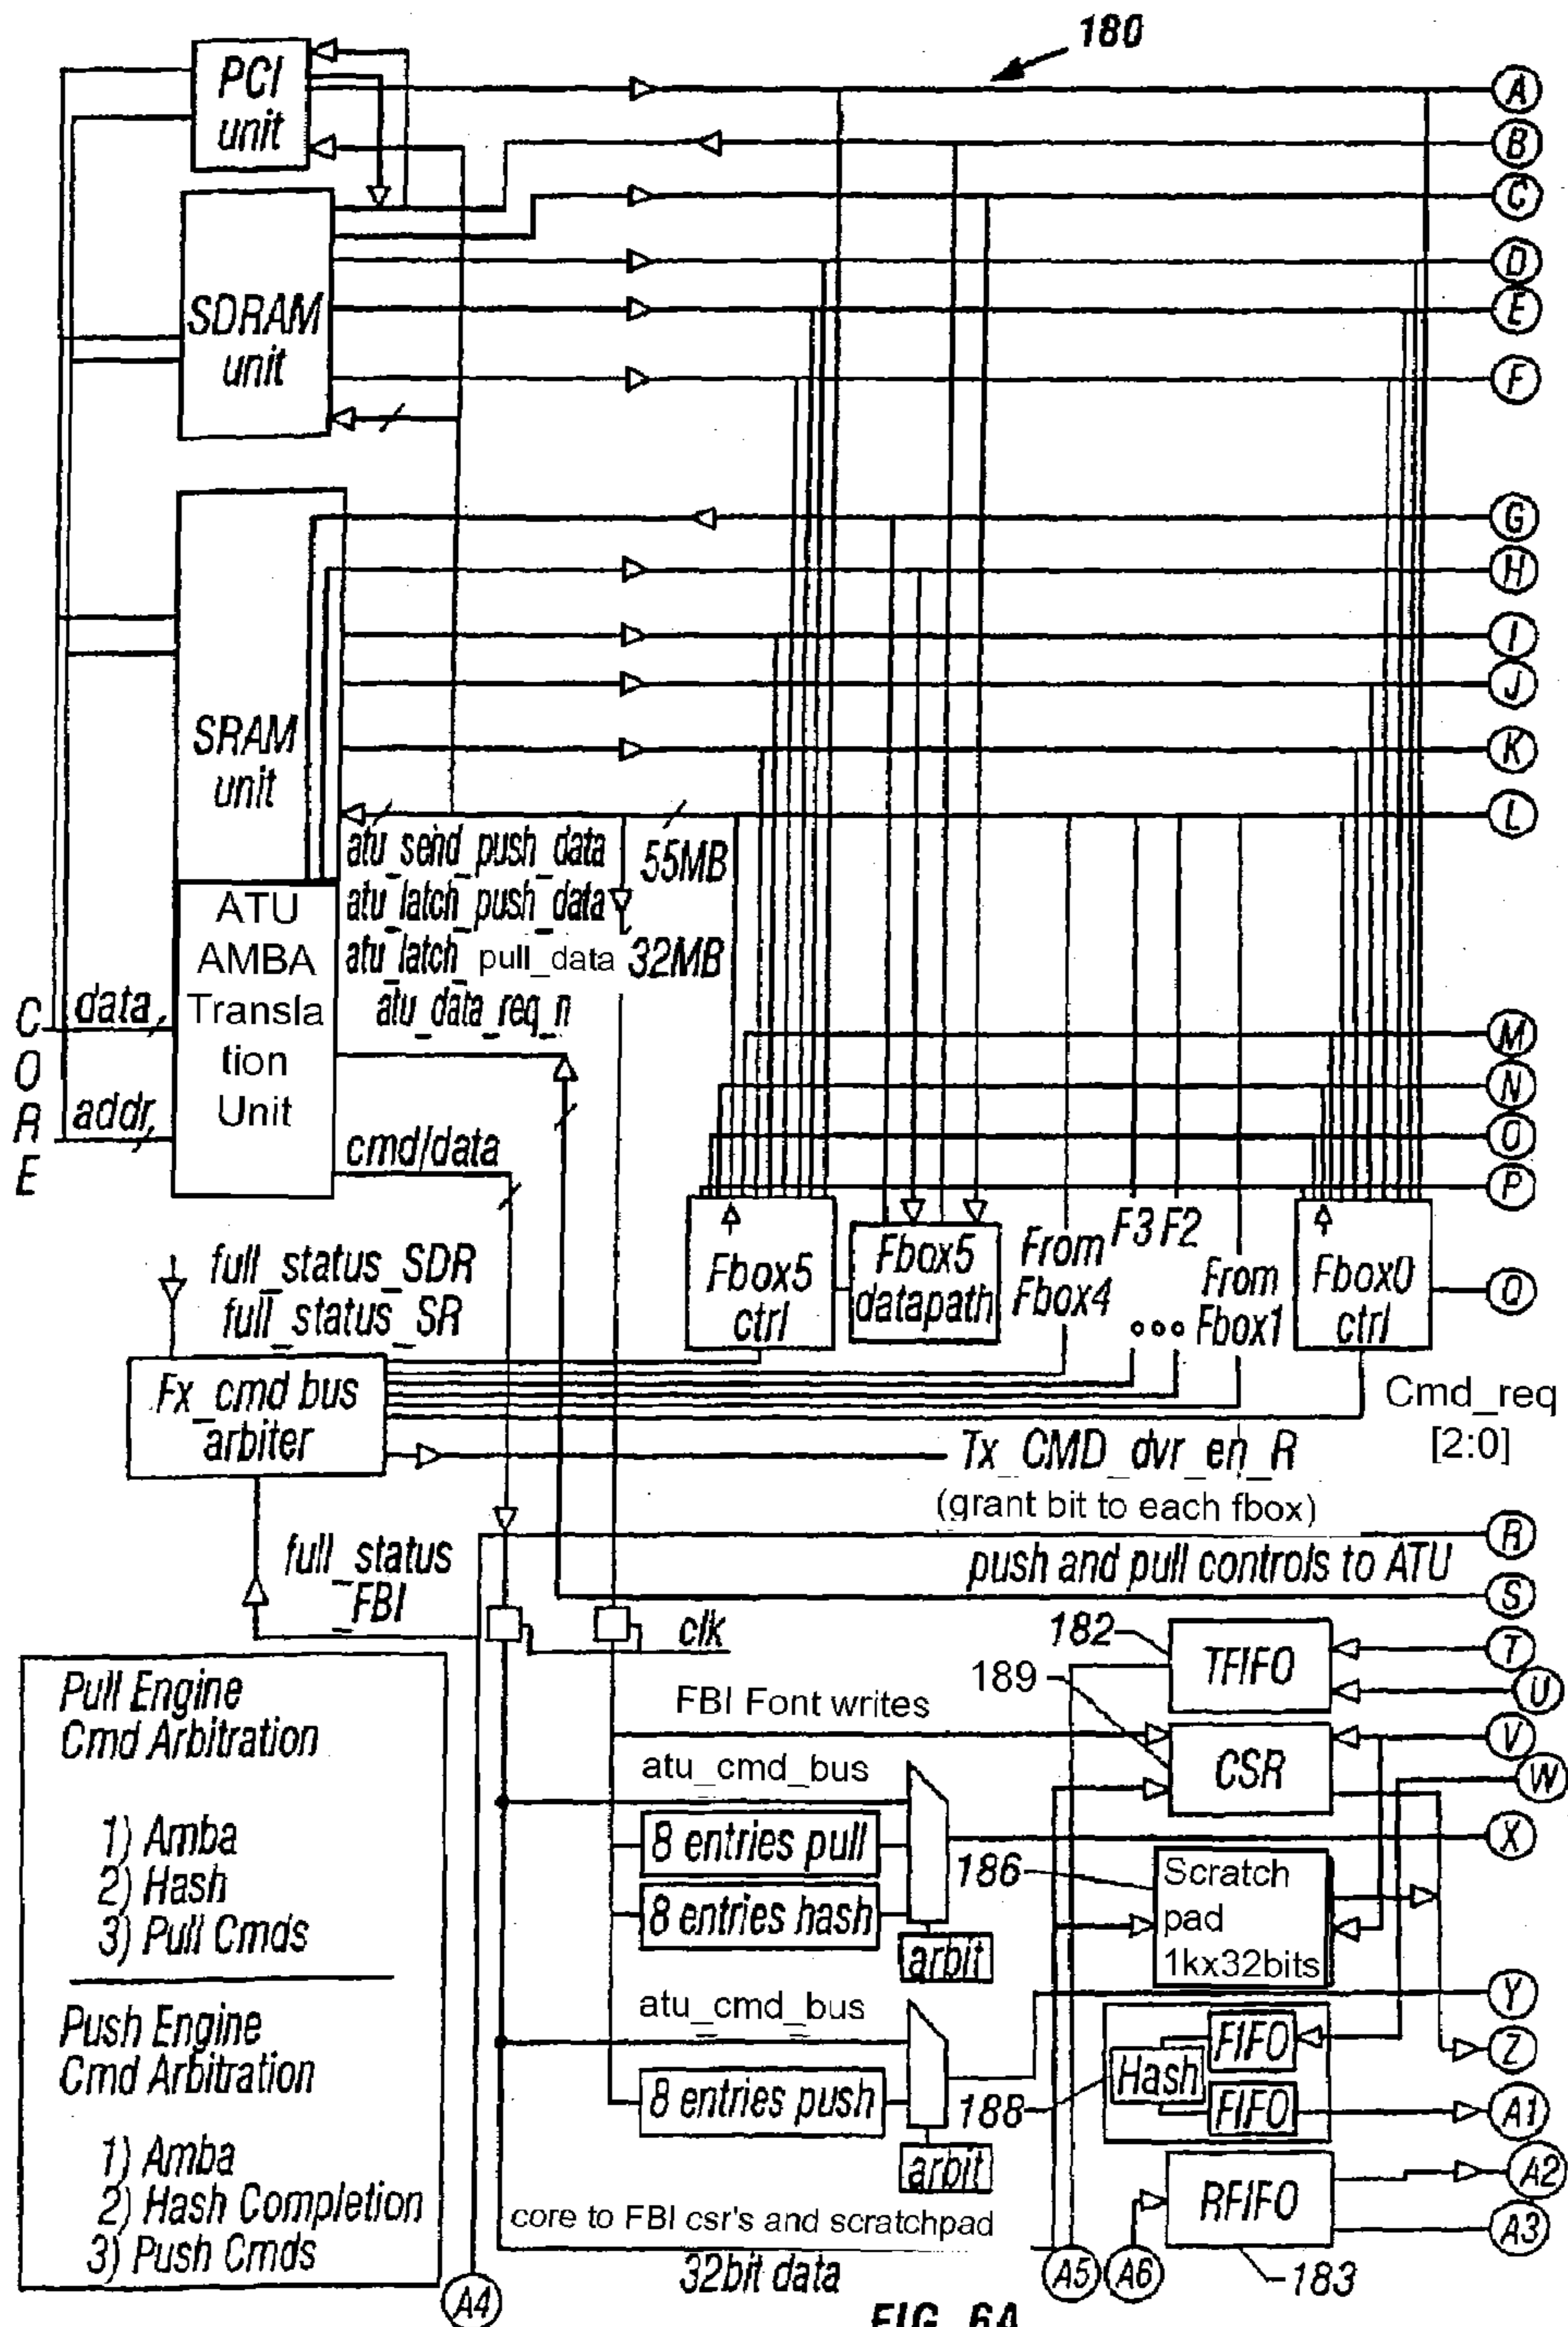 180
PCI
unit
A
B
C
D
E
F
SDRAM
unit
G
H
I
J
K
L
SRAM
unit
atu_send_push_data
atu_latch_push_data
atu_latch_pull_data
atu_data_req_n
55MB
32MB
ATU
AMBA
Transla
tion
Unit
CORE
data
addr
cmd/data
M
N
O
P
Q
Fbox5
ctrl
Fbox5
datapath
From
Fbox4
F3 F2
From
Fbox1
Fbox0
ctrl
full_status_SDR
full_status_SR
Fx_cmd bus
arbiter
Cmd_req
[2:0]
Tx_CMD_dvr_en_R
(grant bit to each fbox)
R
full_status
_FBI
push and pull controls to ATU
S
clk
182
TFIFO
T
U
189
FBI Font writes
CSR
V
W
atu_cmd_bus
8 entries pull
8 entries hash
arbit
X
186
Scratch
pad
1kx32bits
atu_cmd_bus
8 entries push
arbit
Y
Z
188
Hash
FIFO
FIFO
A1
RFIFO
A2
A3
183
core to FBI csr's and scratchpad
32bit data
A4
A5
A6
Pull Engine
Cmd Arbitration
1) Amba
2) Hash
3) Pull Cmds
Push Engine
Cmd Arbitration
1) Amba
2) Hash Completion
3) Push Cmds
FIG. 6A